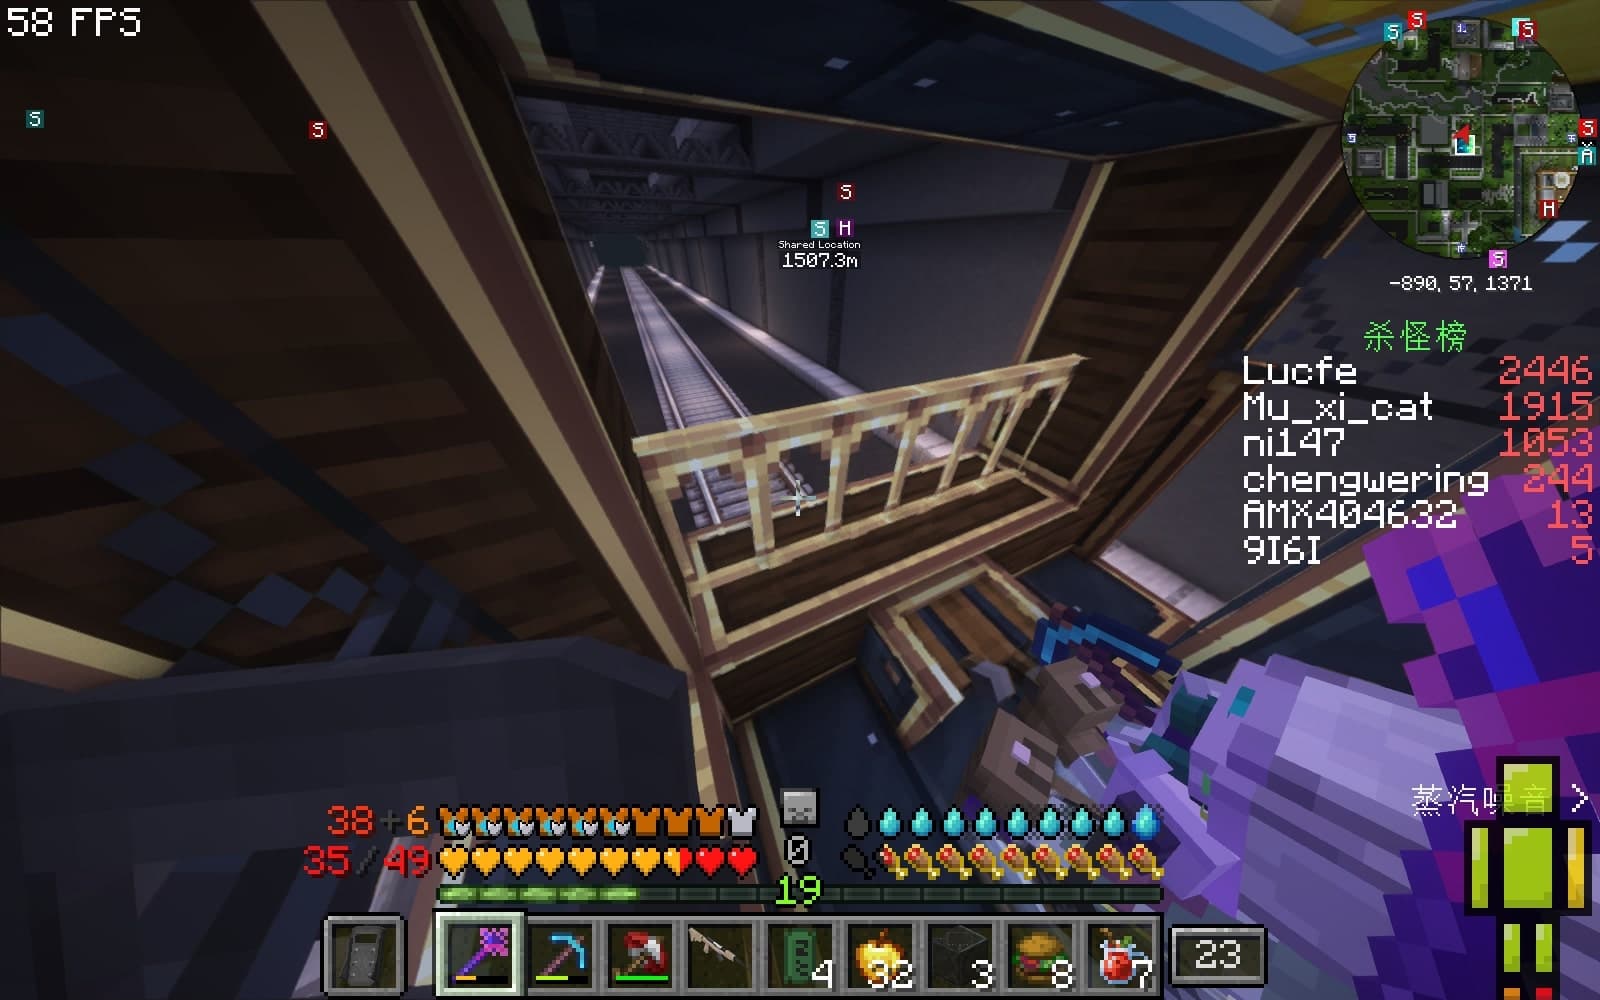 58 FPS
S
S
S
S
S
S
S
H
Shared Location
1507.3m
S
A
H
S
-890, 57, 1371
杀怪榜
Lucfe 2446
Mu_xi_cat 1915
ni147 1053
chengwering 244
AMX404632 13
9I6I 5
蒸汽噪音 >
38+6
35/49
0
19
4
32
3
8
7
23